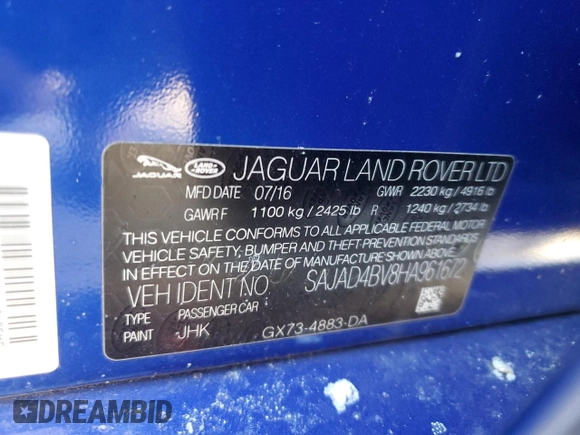 JAGUAR LAND- ROVER JAGUAR LAND ROVER LTD
MFD DATE 07/16 GVWR 2230 kg / 4916 lb
GAWR F 1100 kg / 2425 lb R 1240 kg / 2734 lb
THIS VEHICLE CONFORMS TO ALL APPLICABLE FEDERAL MOTOR
VEHICLE SAFETY, BUMPER AND THEFT PREVENTION STANDARDS
IN EFFECT ON THE DATE OF MANUFACTURE SHOWN ABOVE.
VEH IDENT NO. SAJAD4BV8HA961672
TYPE PASSENGER CAR
PAINT JHK GX73-4883-DA
DREAMBID